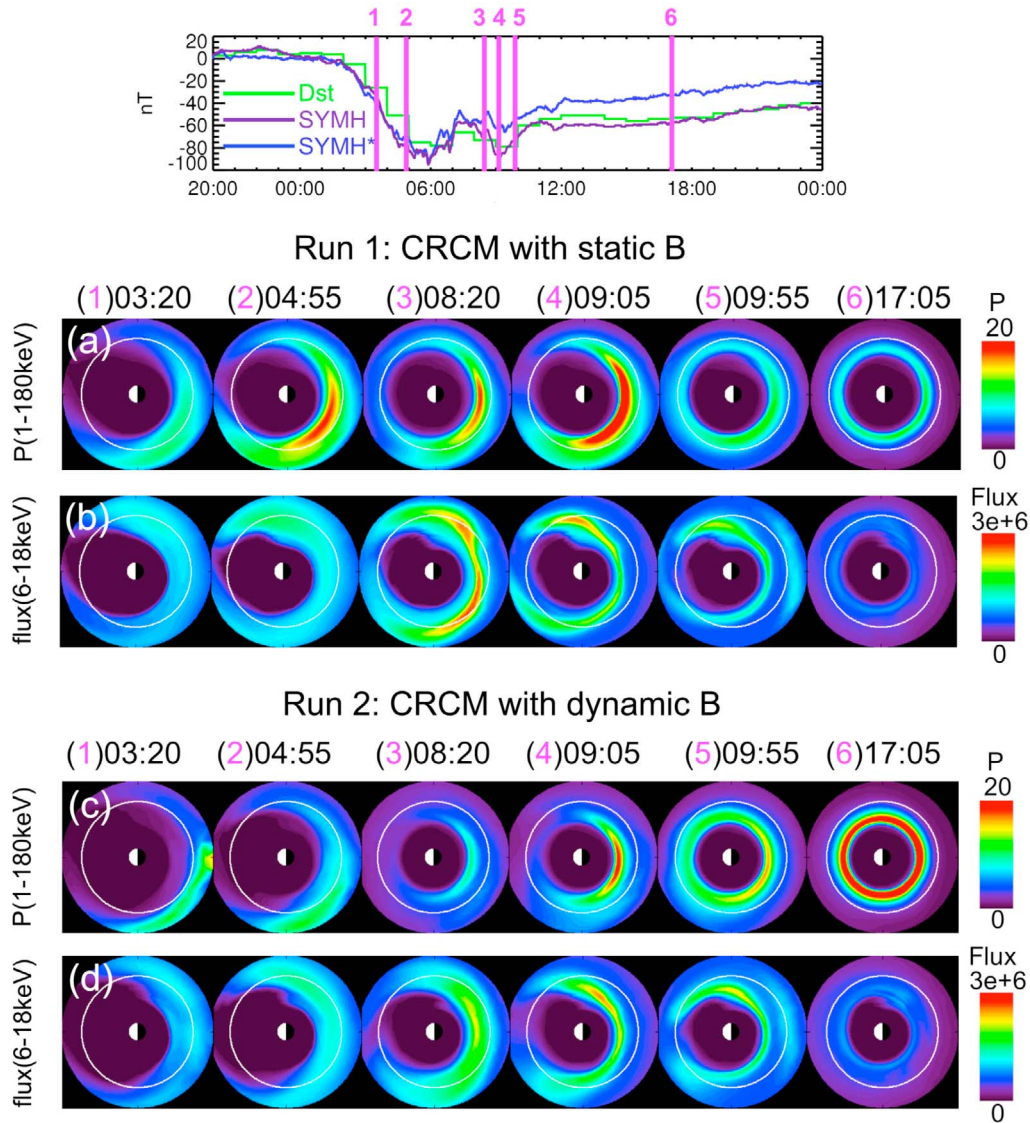 1 2 3 4 5 6
20
0
-20
-40
-60
-80
-100
nT
Dst
SYMH
SYMH*
20:00 00:00 06:00 12:00 18:00 00:00
Run 1: CRCM with static B
(1)03:20 (2)04:55 (3)08:20 (4)09:05 (5)09:55 (6)17:05
P(1-180keV)
(a)
P
20
0
flux(6-18keV)
(b)
Flux
3e+6
0
Run 2: CRCM with dynamic B
(1)03:20 (2)04:55 (3)08:20 (4)09:05 (5)09:55 (6)17:05
P(1-180keV)
(c)
P
20
0
flux(6-18keV)
(d)
Flux
3e+6
0